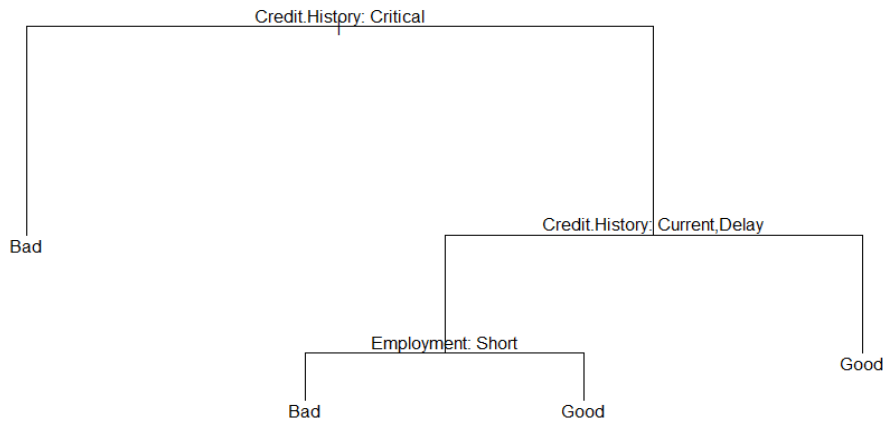 Credit.History: Critical
Credit.History: Current,Delay
Bad
Employment: Short
Good
Bad
Good